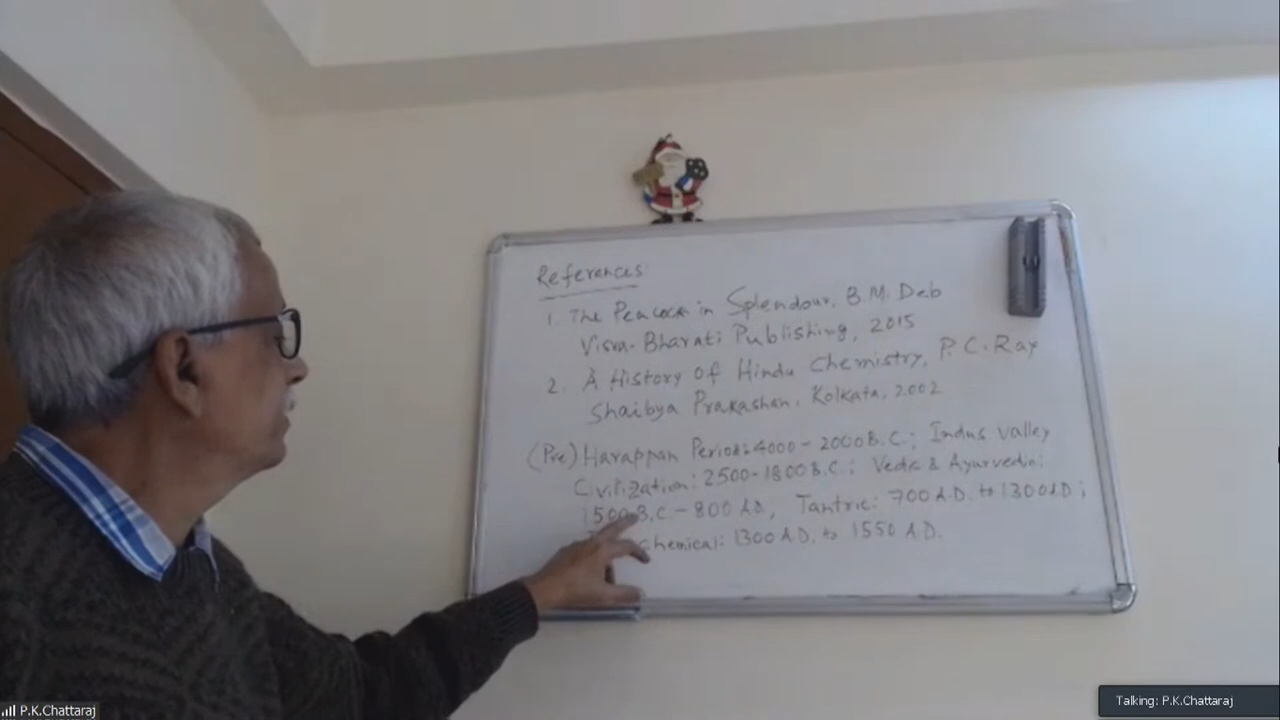 References
1. The Peacock in Splendour, B.M. Deb
Visva-Bharati Publishing, 2015
2. A History of Hindu Chemistry, P.C. Ray
Shaibya Prakashan, Kolkata, 2002
(Pre) Harappan Period: 4000 - 2000 B.C.; Indus valley
Civilization: 2500-1800 B.C.; Vedic & Ayurvedic:
1500 B.C. - 800 A.D., Tantric: 700 A.D. to 1300 A.D;
chemical: 1300 A.D. to 1550 A.D.
P.K.Chattaraj
Talking: P.K.Chattaraj